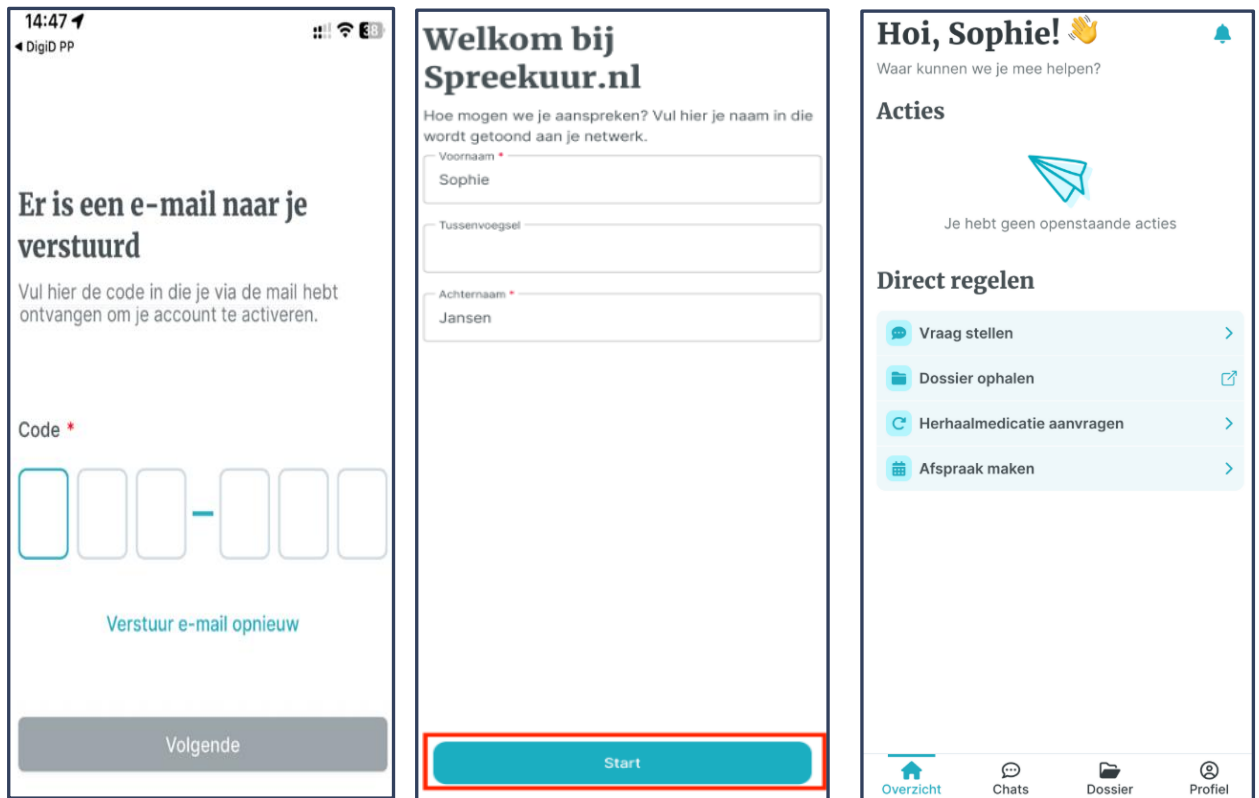 14:47
38
◀ DigiD PP
Er is een e-mail naar je
verstuurd
Vul hier de code in die je via de mail hebt
ontvangen om je account te activeren.
Code *
Verstuur e-mail opnieuw
Volgende
Welkom bij
Spreekuur.nl
Hoe mogen we je aanspreken? Vul hier je naam in die
wordt getoond aan je netwerk.
Voornaam *
Sophie
Tussenvoegsel
Achternaam *
Jansen
Start
Hoi, Sophie! 👋
Waar kunnen we je mee helpen?
Acties
Je hebt geen openstaande acties
Direct regelen
Vraag stellen
Dossier ophalen
Herhaalmedicatie aanvragen
Afspraak maken
Overzicht
Chats
Dossier
Profiel